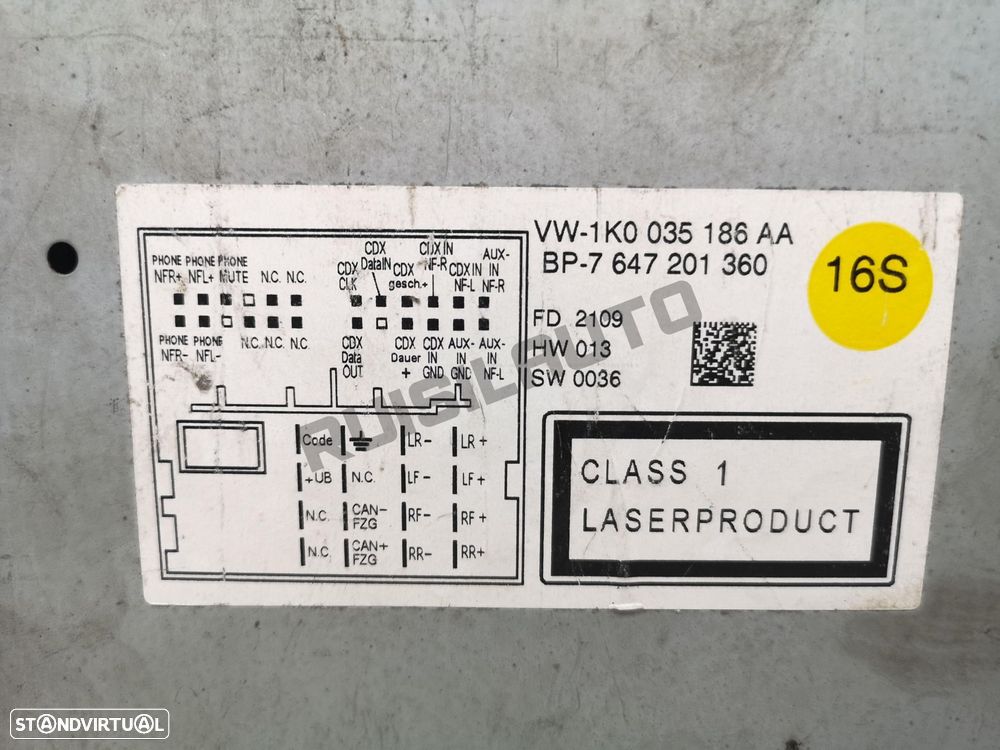 VW-1K0 035 186 AA
BP-7 647 201 360
16S
FD 2109
HW 013
SW 0036
CLASS 1
LASERPRODUCT
PHONE NFR+
PHONE NFL+
PHONE MUTE
N.C. N.C.
CDX CLK
CDX DataIN
CDX gesch.+
CDX IN NF-R
CDX IN NF-L
AUX-IN NF-R
PHONE NFR-
PHONE NFL-
N.C. N.C. N.C.
CDX Data OUT
CDX Dauer +
CDX IN GND
AUX-IN GND
AUX-IN NF-L
Code LR- LR+
+UB N.C. LF- LF+
N.C. CAN- FZG RF- RF+
N.C. CAN+ FZG RR- RR+
RUISILAUTO
STANDVIRTUAL